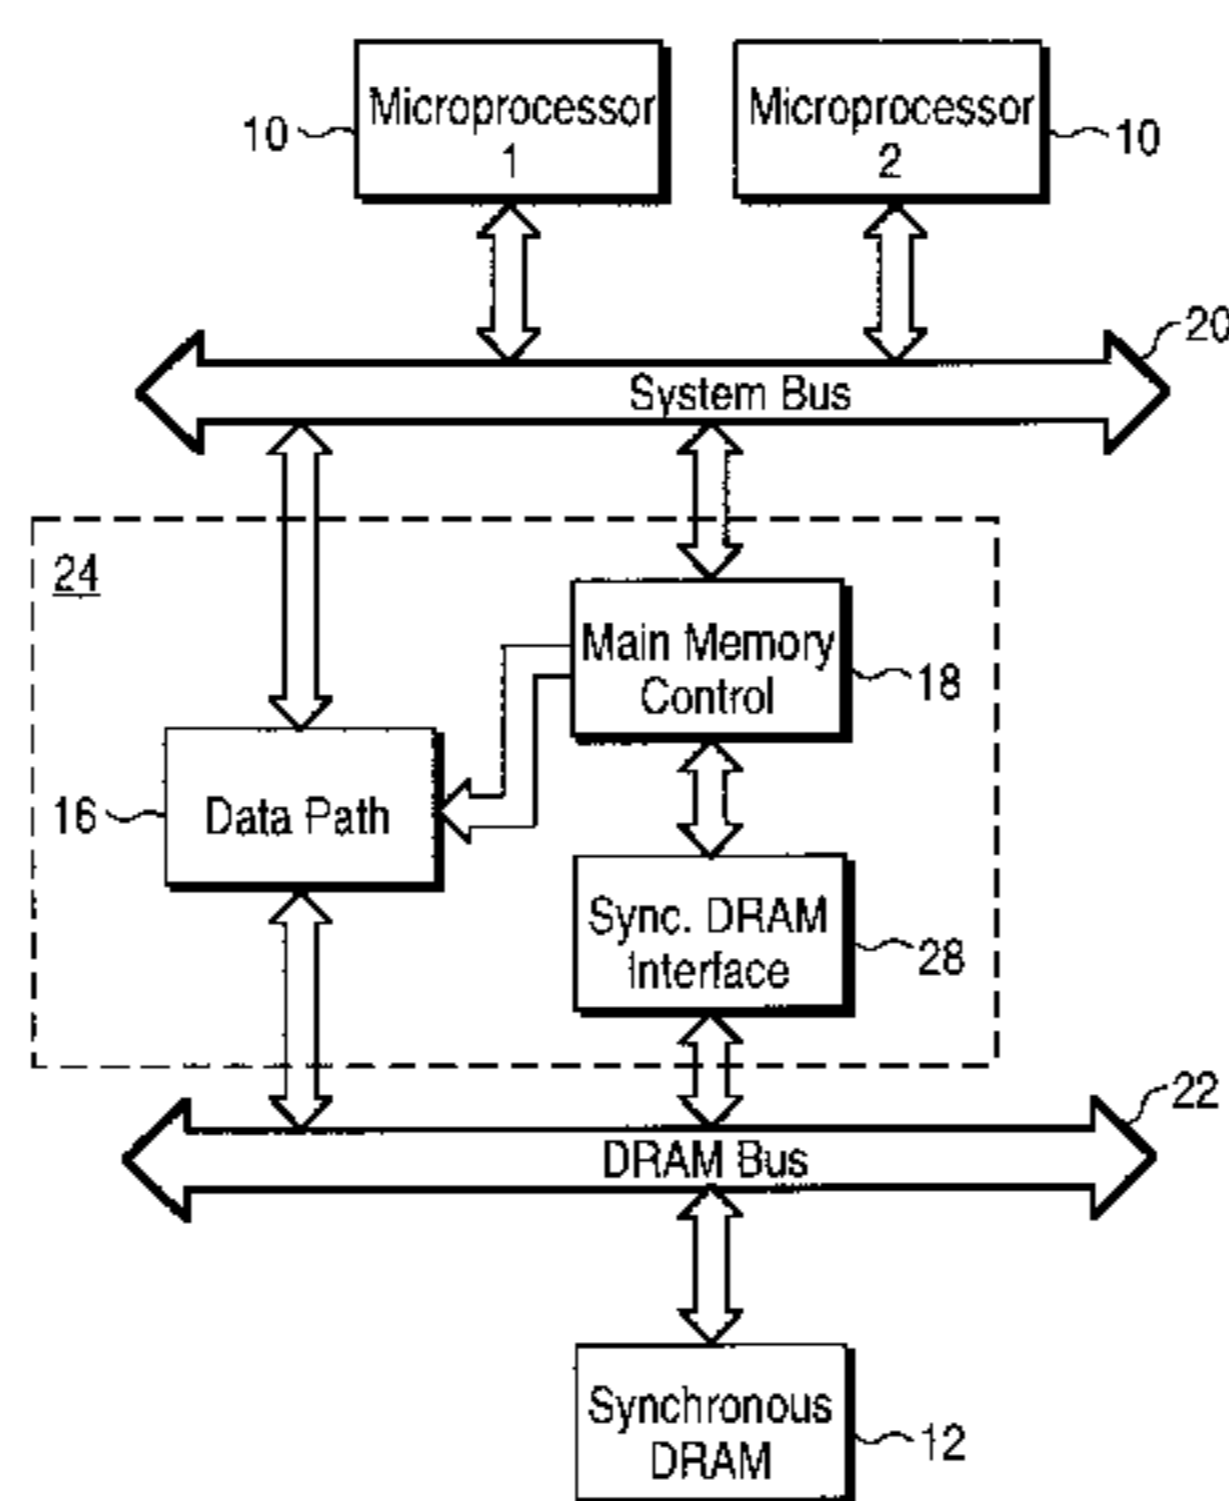 Microprocessor
1
10
Microprocessor
2
10
20
System Bus
24
Main Memory
Control
18
16
Data Path
Sync. DRAM
Interface
28
22
DRAM Bus
Synchronous
DRAM
12